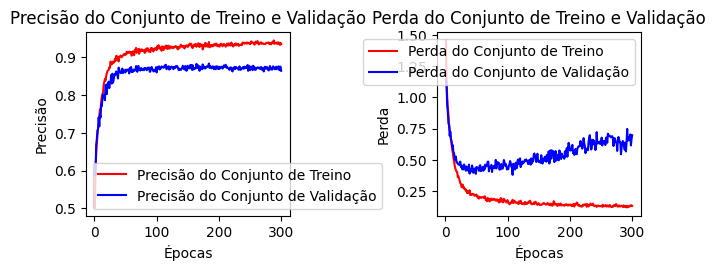 Precisão do Conjunto de Treino e Validação
0.9
0.8
0.7
0.6
0.5
Precisão
Precisão do Conjunto de Treino
Precisão do Conjunto de Validação
0 100 200 300
Épocas
Perda do Conjunto de Treino e Validação
1.50
1.25
1.00
0.75
0.50
0.25
Perda
Perda do Conjunto de Treino
Perda do Conjunto de Validação
0 100 200 300
Épocas